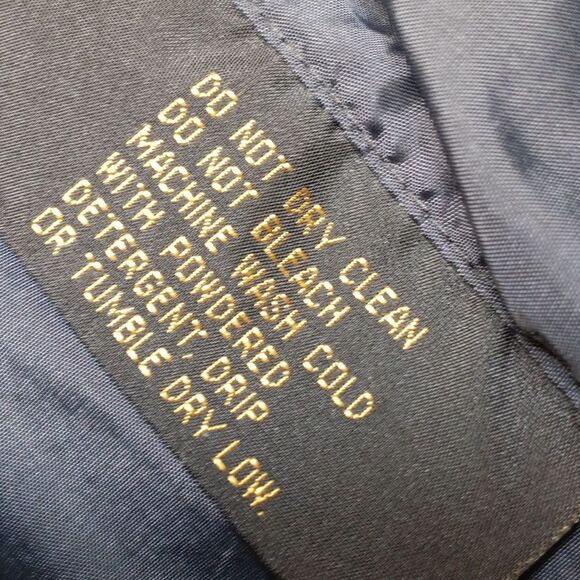 DO NOT DRY CLEAN
DO NOT BLEACH
MACHINE WASH COLD
WITH POWDERED
DETERGENT, DRIP
OR TUMBLE DRY LOW.